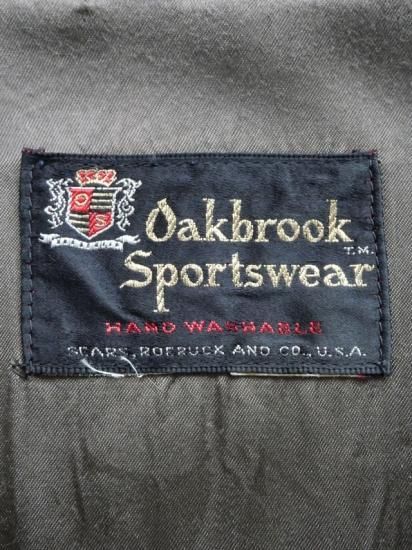 O
S
Oakbrook
T.M.
Sportswear
HAND WASHABLE
SEARS, ROEBUCK AND CO., U.S.A.